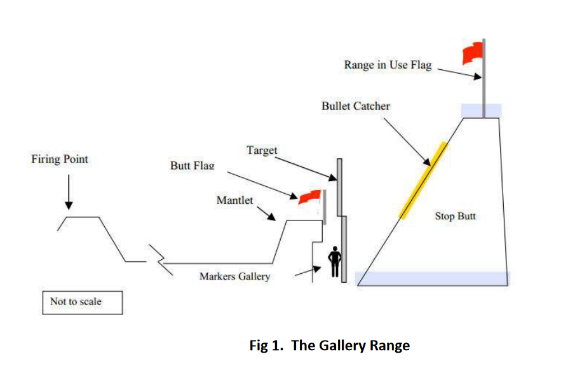 Range in Use Flag
Bullet Catcher
Target
Firing Point
Butt Flag
Mantlet
Stop Butt
Markers Gallery
Not to scale
Fig 1. The Gallery Range